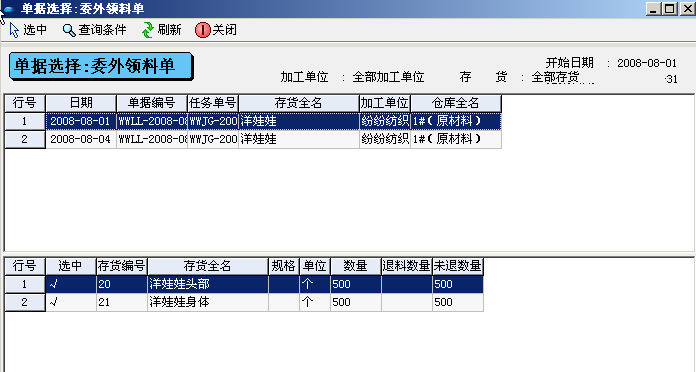 单据选择:委外领料单
选中 查询条件 刷新 关闭
单据选择:委外领料单
开始日期 : 2008-08-01
加工单位 : 全部加工单位 存 货 : 全部存货 -31
行号 日期 单据编号 任务单号 存货全名 加工单位 仓库全名
1 2008-08-01 WWLL-2008-08 WWJG-200 洋娃娃 纷纷纺织 1#(原材料)
2 2008-08-04 WWLL-2008-08 WWJG-200 洋娃娃 纷纷纺织 1#(原材料)
行号 选中 存货编号 存货全名 规格 单位 数量 退料数量 未退数量
1 √ 20 洋娃娃头部 个 500 500
2 √ 21 洋娃娃身体 个 500 500